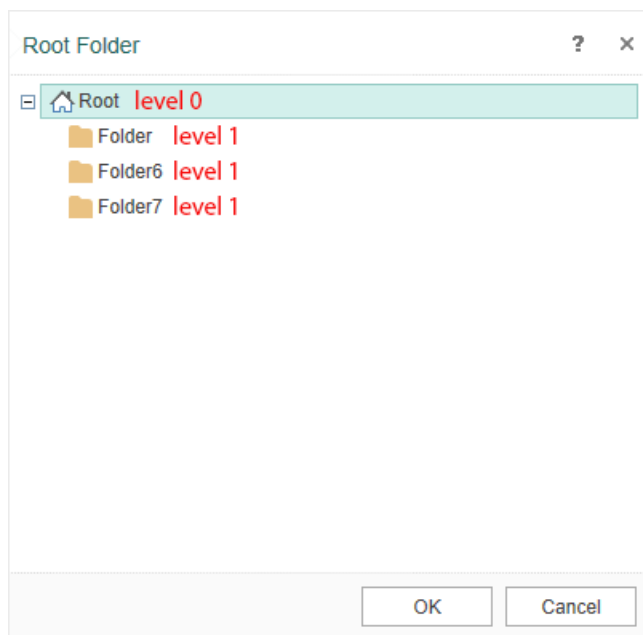 Root Folder ? ×
Root level 0
Folder level 1
Folder6 level 1
Folder7 level 1
OK Cancel